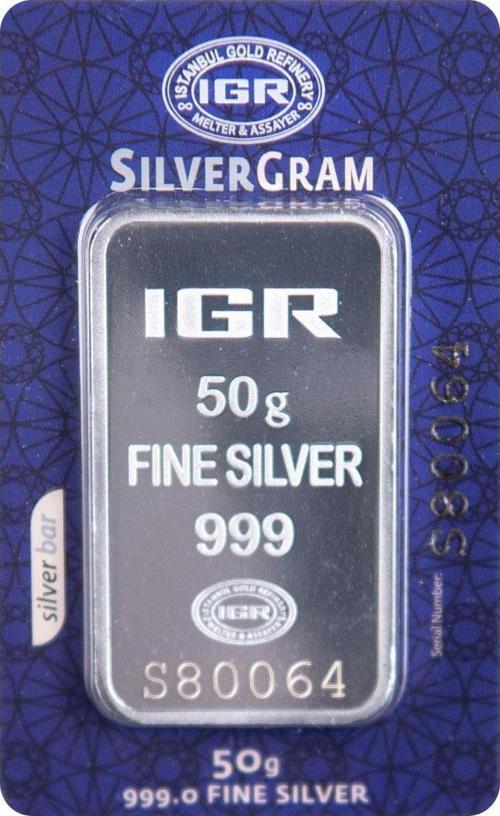 ISTANBUL GOLD REFINERY
IGR
MELTER & ASSAYER
SILVERGRAM
IGR
50g
FINE SILVER
999
ISTANBUL GOLD REFINERY
IGR
MELTER & ASSAYER
S80064
silver bar
Serial Number:
S80064
50g
999.0 FINE SILVER